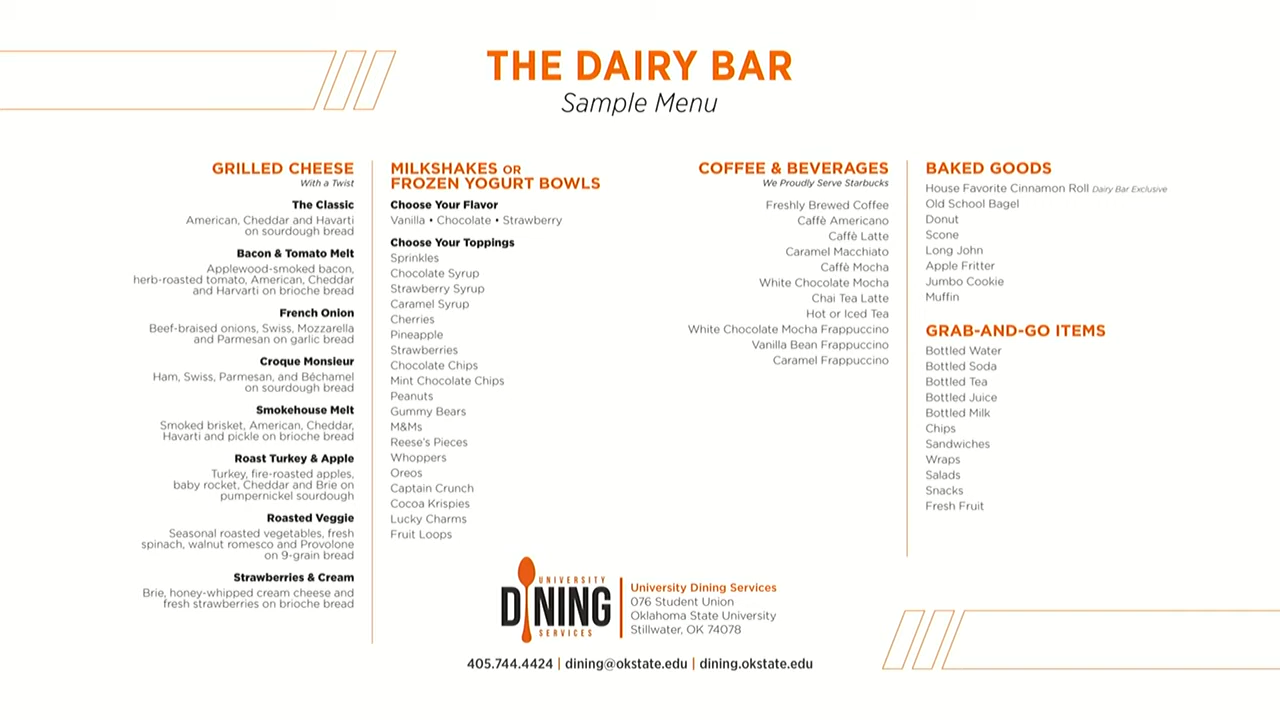 THE DAIRY BAR
Sample Menu
GRILLED CHEESE
With a Twist
The Classic
American, Cheddar and Havarti
on sourdough bread
Bacon & Tomato Melt
Applewood-smoked bacon,
herb-roasted tomato, American, Cheddar
and Harvarti on brioche bread
French Onion
Beef-braised onions, Swiss, Mozzarella
and Parmesan on garlic bread
Croque Monsieur
Ham, Swiss, Parmesan, and Béchamel
on sourdough bread
Smokehouse Melt
Smoked brisket, American, Cheddar,
Havarti and pickle on brioche bread
Roast Turkey & Apple
Turkey, fire-roasted apples,
baby rocket, Cheddar and Brie on
pumpernickel sourdough
Roasted Veggie
Seasonal roasted vegetables, fresh
spinach, walnut romesco and Provolone
on 9-grain bread
Strawberries & Cream
Brie, honey-whipped cream cheese and
fresh strawberries on brioche bread
MILKSHAKES OR
FROZEN YOGURT BOWLS
Choose Your Flavor
Vanilla • Chocolate • Strawberry
Choose Your Toppings
Sprinkles
Chocolate Syrup
Strawberry Syrup
Caramel Syrup
Cherries
Pineapple
Strawberries
Chocolate Chips
Mint Chocolate Chips
Peanuts
Gummy Bears
M&Ms
Reese's Pieces
Whoppers
Oreos
Captain Crunch
Cocoa Krispies
Lucky Charms
Fruit Loops
COFFEE & BEVERAGES
We Proudly Serve Starbucks
Freshly Brewed Coffee
Caffè Americano
Caffè Latte
Caramel Macchiato
Caffè Mocha
White Chocolate Mocha
Chai Tea Latte
Hot or Iced Tea
White Chocolate Mocha Frappuccino
Vanilla Bean Frappuccino
Caramel Frappuccino
BAKED GOODS
House Favorite Cinnamon Roll Dairy Bar Exclusive
Old School Bagel
Donut
Scone
Long John
Apple Fritter
Jumbo Cookie
Muffin
GRAB-AND-GO ITEMS
Bottled Water
Bottled Soda
Bottled Tea
Bottled Juice
Bottled Milk
Chips
Sandwiches
Wraps
Salads
Snacks
Fresh Fruit
UNIVERSITY
DINING
SERVICES
University Dining Services
076 Student Union
Oklahoma State University
Stillwater, OK 74078
405.744.4424 | dining@okstate.edu | dining.okstate.edu